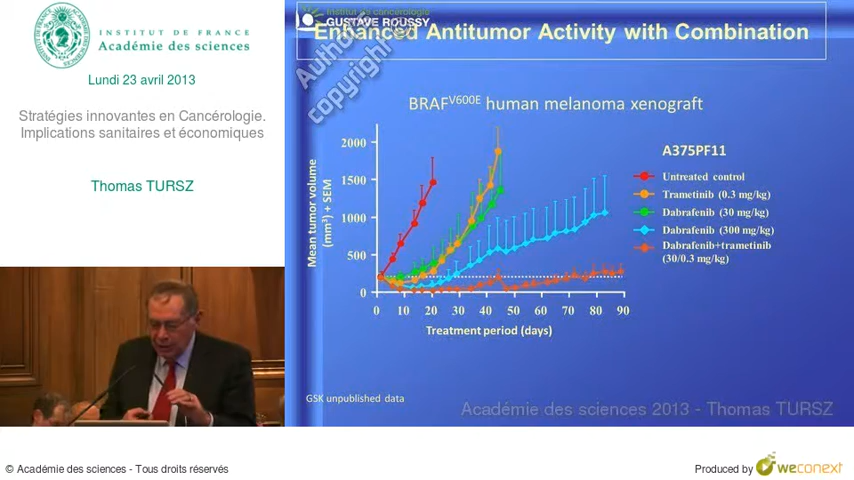 INSTITUT DE FRANCE
Académie des sciences
Lundi 23 avril 2013
Stratégies innovantes en Cancérologie.
Implications sanitaires et économiques
Thomas TURSZ
institut de cancérologie
GUSTAVE ROUSSY
Enhanced Antitumor Activity with Combination
copyright
BRAFV600E human melanoma xenograft
A375PF11
Untreated control
Trametinib (0.3 mg/kg)
Dabrafenib (30 mg/kg)
Dabrafenib (300 mg/kg)
Dabrafenib+trametinib
(30/0.3 mg/kg)
Mean tumor volume
(mm3) + SEM
2000
1500
1000
500
0
0 10 20 30 40 50 60 70 80 90
Treatment period (days)
GSK unpublished data
Académie des sciences 2013 - Thomas TURSZ
© Académie des sciences - Tous droits réservés
Produced by weconext